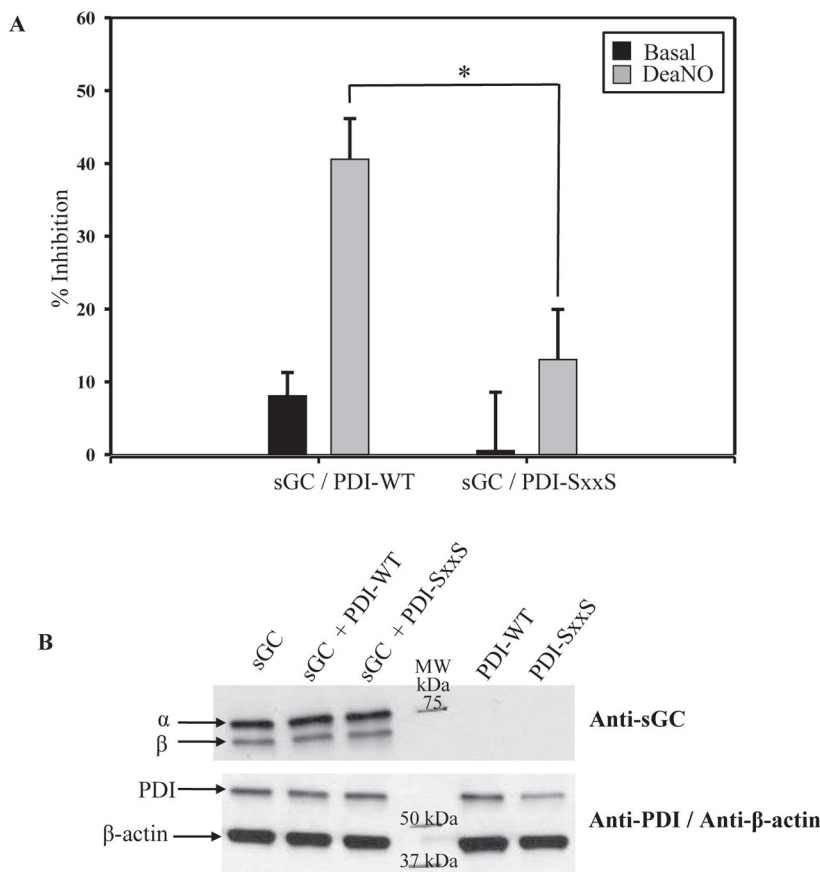 A
60
50
40
30
20
10
0
% Inhibition
Basal
DeaNO
*
sGC / PDI-WT
sGC / PDI-SxxS
B
sGC
sGC + PDI-WT
sGC + PDI-SxxS
MW
kDa
75
PDI-WT
PDI-SxxS
α
β
Anti-sGC
PDI
β-actin
50 kDa
37 kDa
Anti-PDI / Anti-β-actin